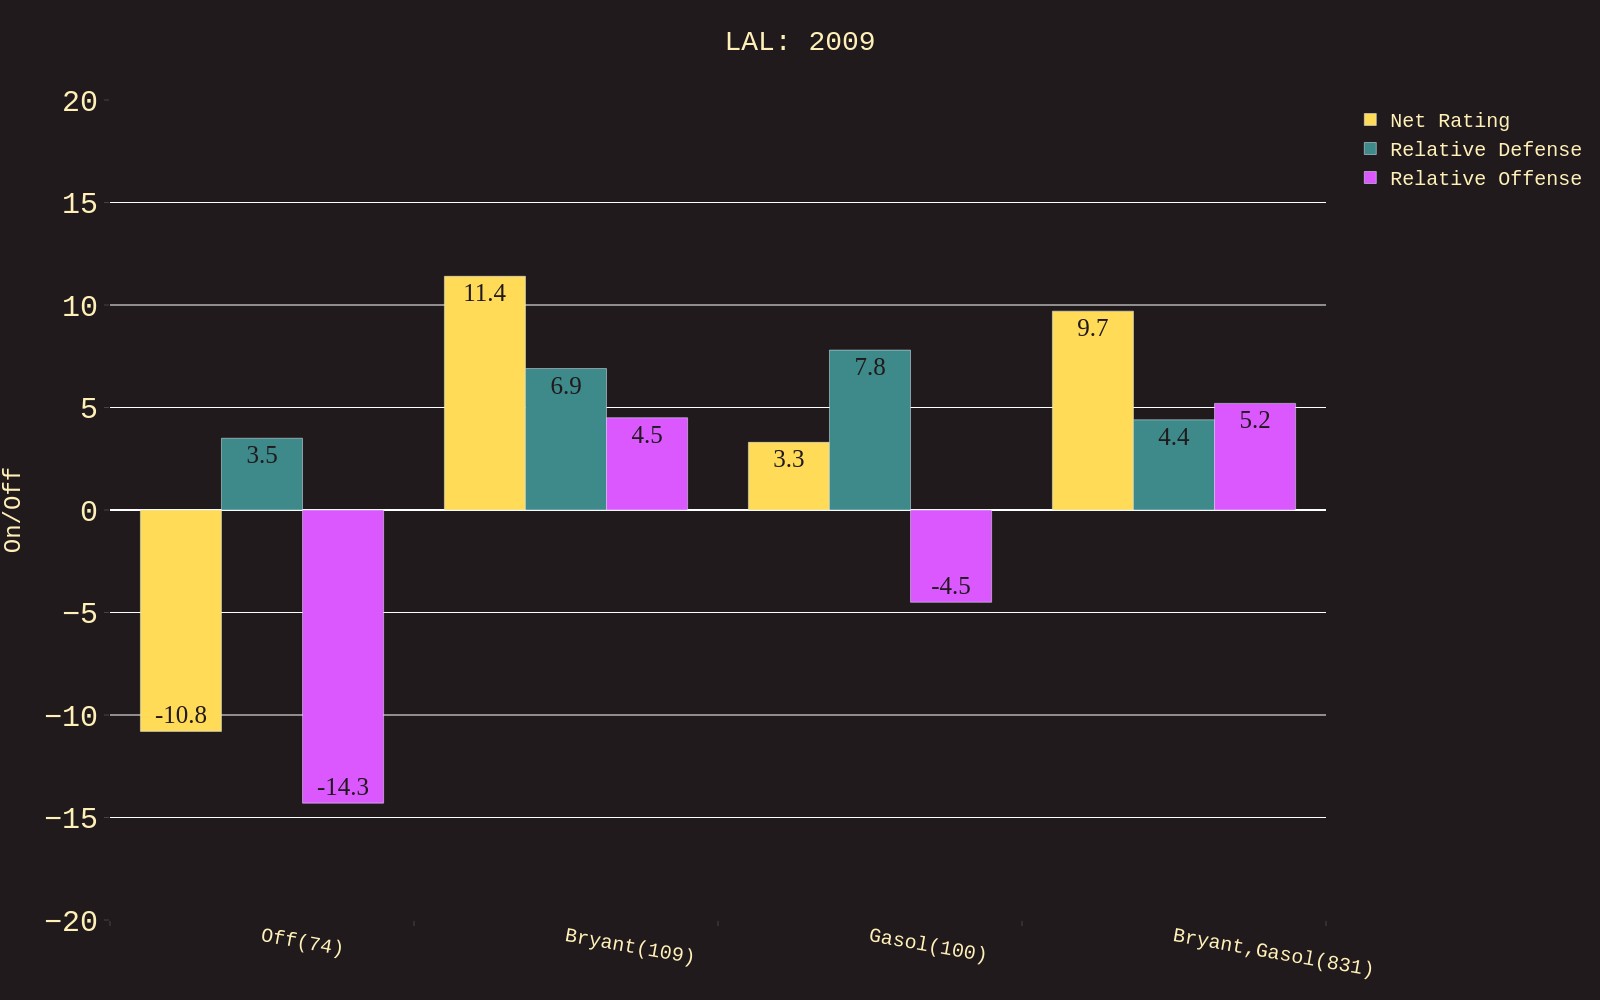 LAL: 2009
Net Rating
Relative Defense
Relative Offense
On/Off
20
15
10
5
0
−5
−10
−15
−20
-10.8
3.5
-14.3
11.4
6.9
4.5
3.3
7.8
-4.5
9.7
4.4
5.2
Off(74)
Bryant(109)
Gasol(100)
Bryant,Gasol(831)